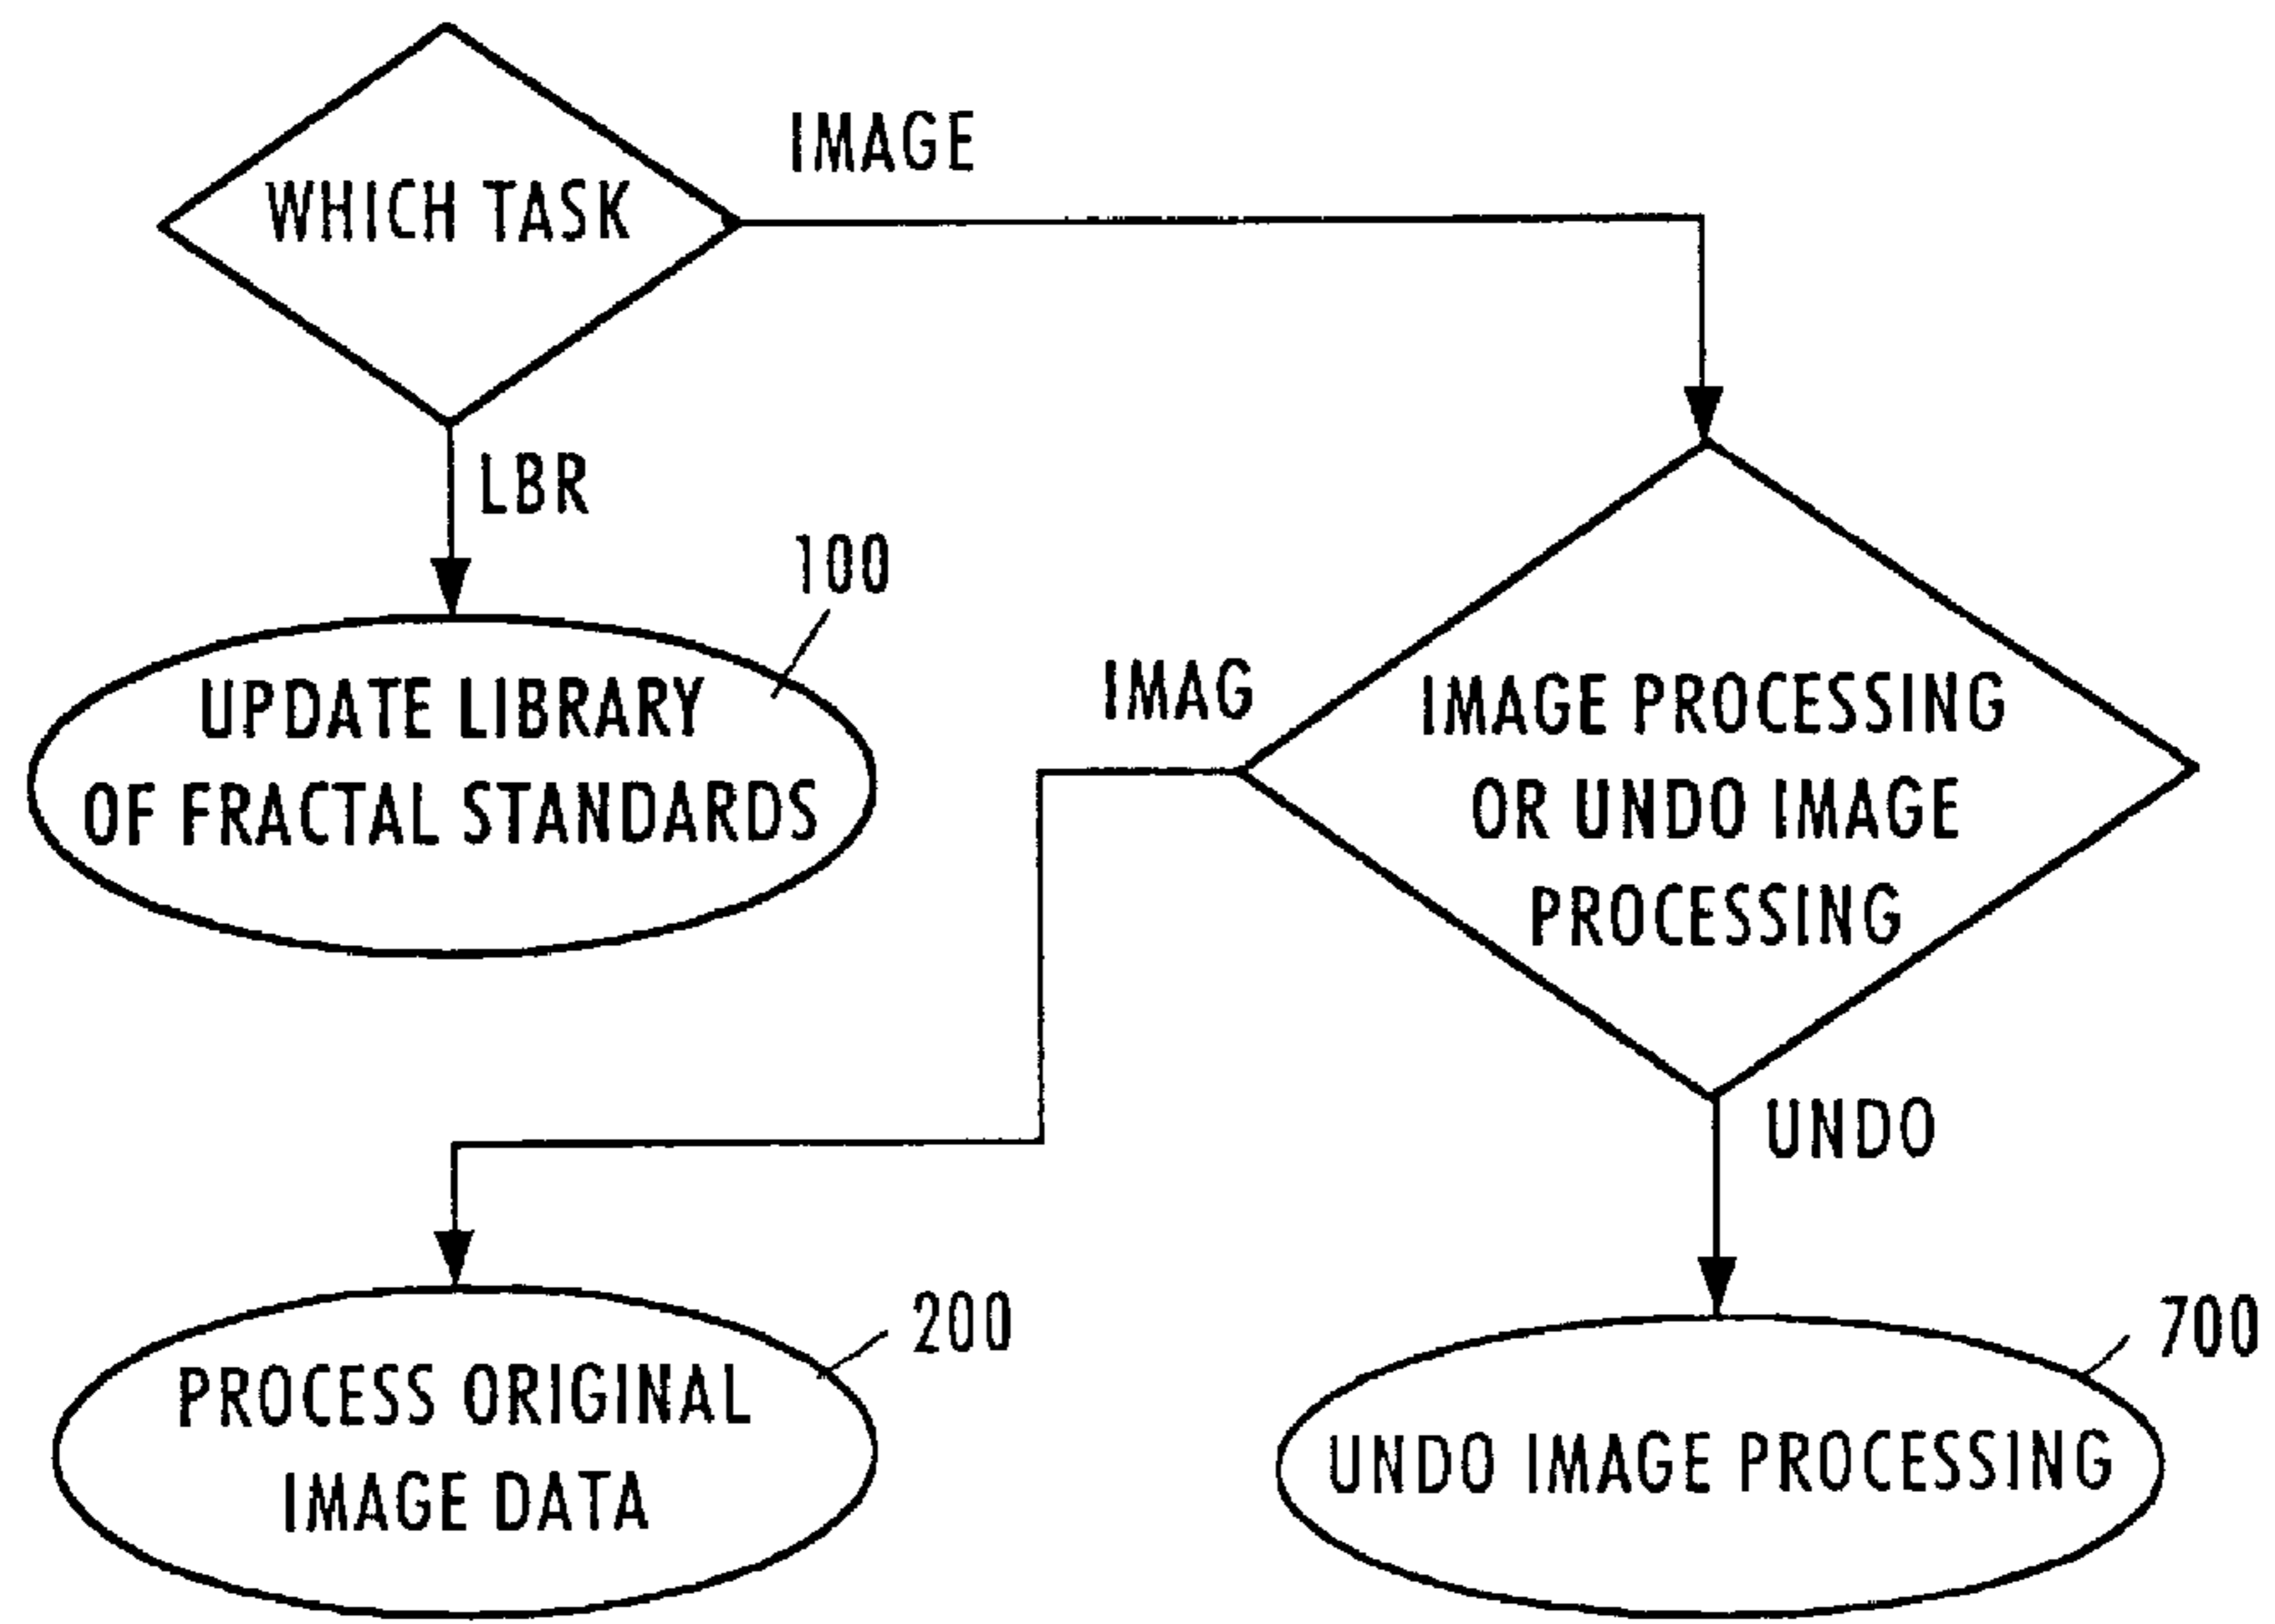 WHICH TASK
IMAGE
LBR
100
UPDATE LIBRARY
OF FRACTAL STANDARDS
IMAG
IMAGE PROCESSING
OR UNDO IMAGE
PROCESSING
UNDO
200
PROCESS ORIGINAL
IMAGE DATA
700
UNDO IMAGE PROCESSING